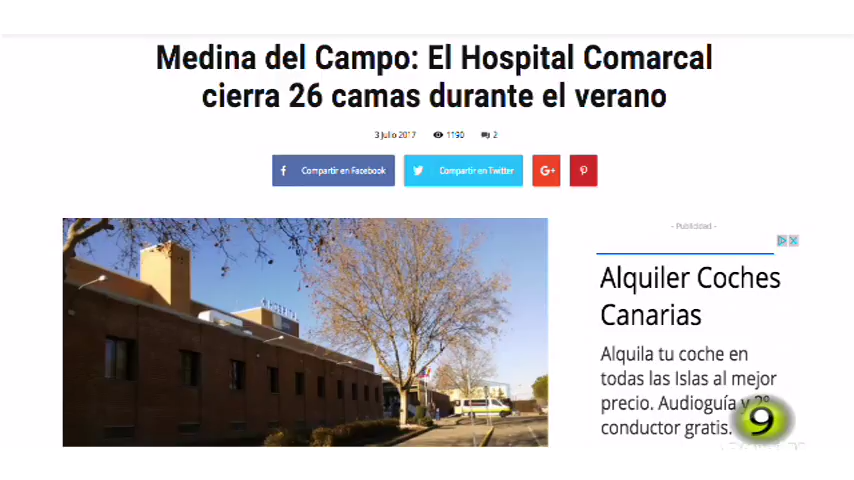 Medina del Campo: El Hospital Comarcal
cierra 26 camas durante el verano
3 Julio 2017 1190 2
Compartir en Facebook Compartir en Twitter G+
- Publicidad -
HOSPITAL
Alquiler Coches
Canarias
Alquila tu coche en
todas las Islas al mejor
precio. Audioguía y 2º
conductor gratis.
9